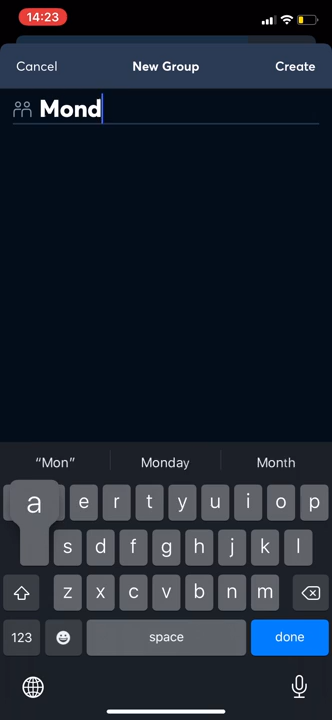 14:23
Cancel New Group Create
Mond
“Mon” Monday Month
a e r t y u i o p
s d f g h j k l
z x c v b n m
123 space done